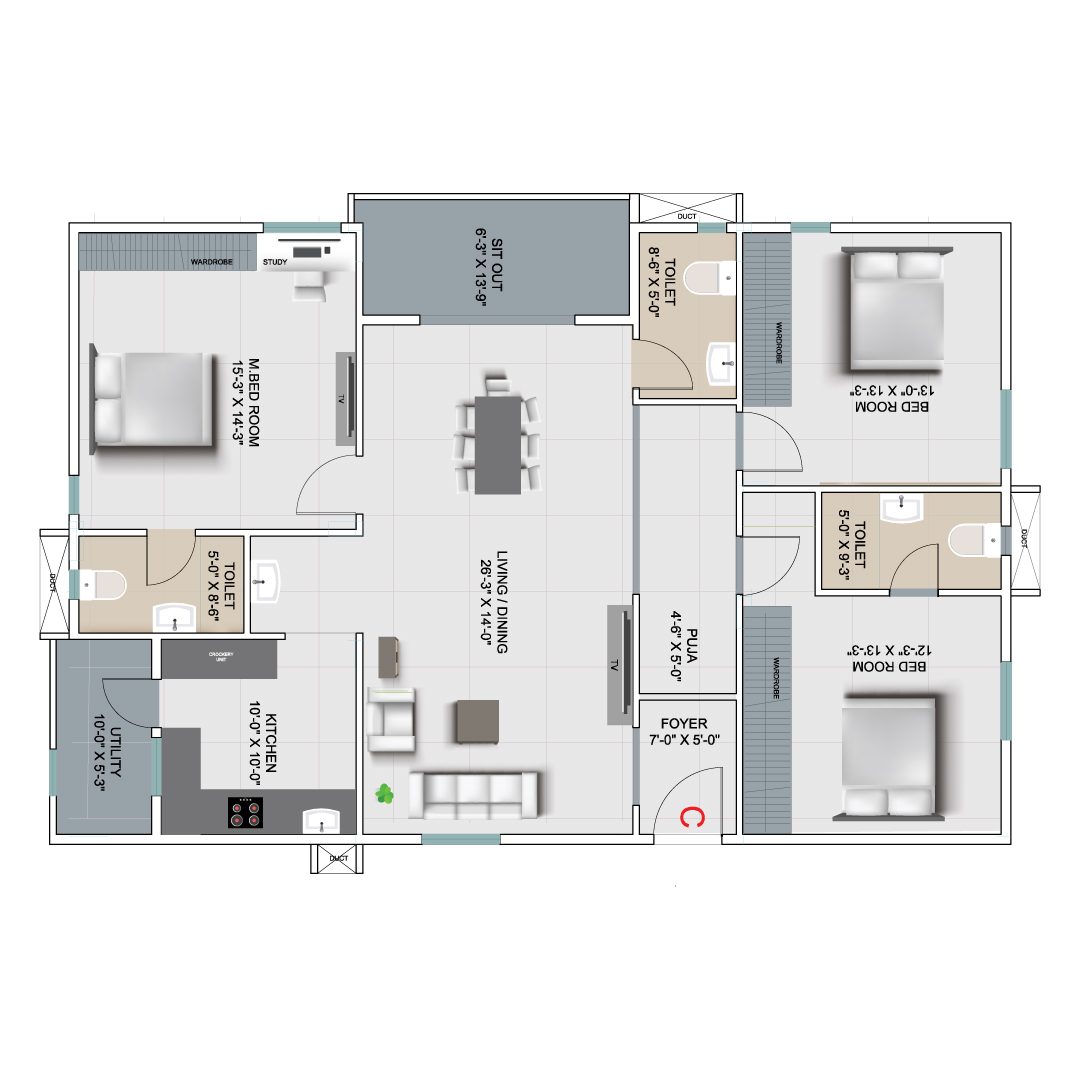 DUCT
SIT OUT
6'-3" X 13'-9"
TOILET
8'-6" X 5'-0"
WARDROBE
STUDY
WARDROBE
M.BED ROOM
15'-3" X 14'-3"
TV
BED ROOM
13'-0" X 13'-3"
DUCT
TOILET
5'-0" X 8'-6"
LIVING / DINING
26'-3" X 14'-0"
TOILET
5'-0" X 9'-3"
DUCT
CROCKERY
UNIT
TV
PUJA
4'-6" X 5'-0"
WARDROBE
BED ROOM
12'-3" X 13'-3"
UTILITY
10'-0" X 5'-3"
KITCHEN
10'-0" X 10'-0"
FOYER
7'-0" X 5'-0"
C
DUCT